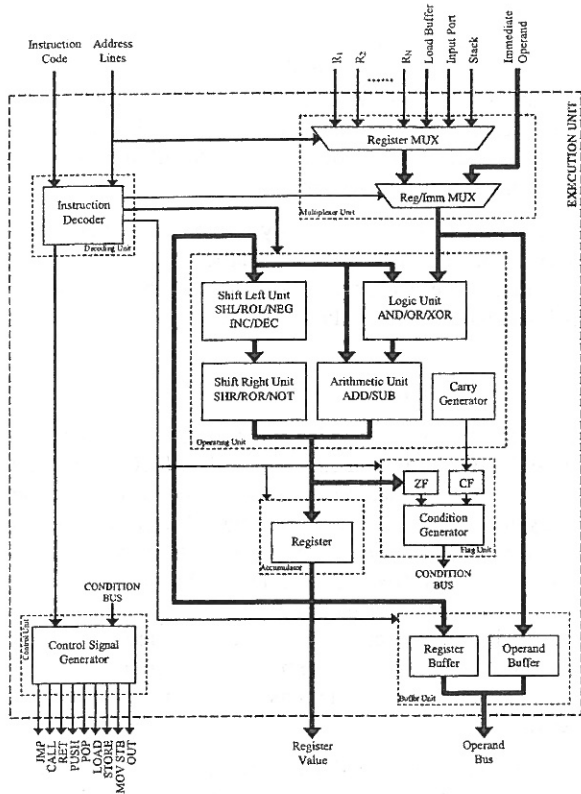 Instruction
Code
Address
Lines
R1
R2
......
RN
Load Buffer
Input Port
Stack
Immediate
Operand
EXECUTION UNIT
Register MUX
Reg/Imm MUX
Multiplexer Unit
Instruction
Decoder
Decoding Unit
Shift Left Unit
SHL/ROL/NEG
INC/DEC
Logic Unit
AND/OR/XOR
Shift Right Unit
SHR/ROR/NOT
Arithmetic Unit
ADD/SUB
Carry
Generator
Operating Unit
ZF
CF
Condition
Generator
Flag Unit
CONDITION
BUS
Register
Accumulator
CONDITION
BUS
Control Unit
Control Signal
Generator
Register
Buffer
Operand
Buffer
Buffer Unit
JMP
CALL
RET
PUSH
POP
LOAD
STORE
MOV STB
OUT
Register
Value
Operand
Bus